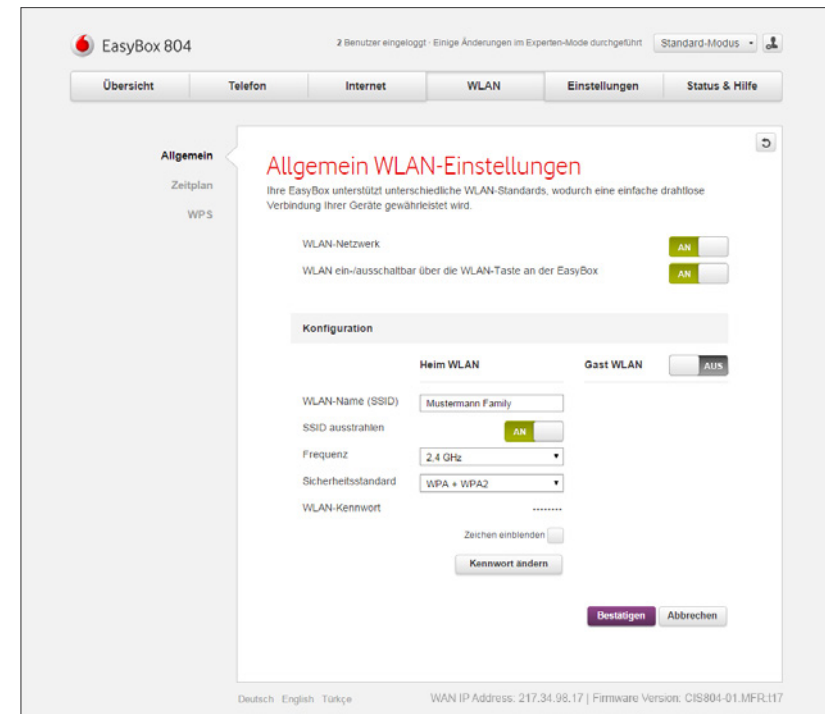 EasyBox 804
2 Benutzer eingeloggt · Einige Änderungen im Experten-Mode durchgeführt
Standard-Modus
Übersicht Telefon Internet WLAN Einstellungen Status & Hilfe
Allgemein
Zeitplan
WPS
Allgemein WLAN-Einstellungen
Ihre EasyBox unterstützt unterschiedliche WLAN-Standards, wodurch eine einfache drahtlose
Verbindung Ihrer Geräte gewährleistet wird.
WLAN-Netzwerk AN
WLAN ein-/ausschaltbar über die WLAN-Taste an der EasyBox AN
Konfiguration
Heim WLAN Gast WLAN AUS
WLAN-Name (SSID) Mustermann Family
SSID ausstrahlen AN
Frequenz 2,4 GHz
Sicherheitsstandard WPA + WPA2
WLAN-Kennwort ········
Zeichen einblenden
Kennwort ändern
Bestätigen Abbrechen
Deutsch English Türkçe WAN IP Address: 217.34.98.17 | Firmware Version: CIS804-01.MFR:t17